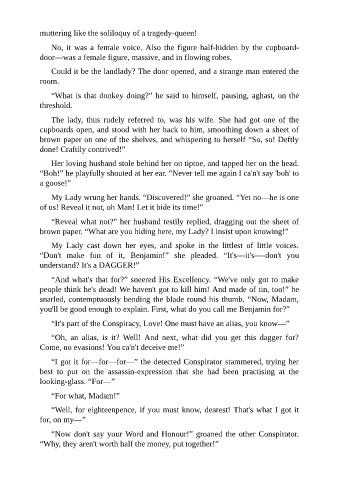 muttering like the soliloquy of a tragedy-queen!
No, it was a female voice. Also the figure half-hidden by the cupboard-
door—was a female figure, massive, and in flowing robes.
Could it be the landlady? The door opened, and a strange man entered the
room.
“What is that donkey doing?” he said to himself, pausing, aghast, on the
threshold.
The lady, thus rudely referred to, was his wife. She had got one of the
cupboards open, and stood with her back to him, smoothing down a sheet of
brown paper on one of the shelves, and whispering to herself “So, so! Deftly
done! Craftily contrived!”
Her loving husband stole behind her on tiptoe, and tapped her on the head.
“Boh!” he playfully shouted at her ear. “Never tell me again I ca'n't say 'boh' to
a goose!”
My Lady wrung her hands. “Discovered!” she groaned. “Yet no—he is one
of us! Reveal it not, oh Man! Let it bide its time!”
“Reveal what not?” her husband testily replied, dragging out the sheet of
brown paper. “What are you hiding here, my Lady? I insist upon knowing!”
My Lady cast down her eyes, and spoke in the littlest of little voices.
“Don't make fun of it, Benjamin!” she pleaded. “It's—it's—-don't you
understand? It's a DAGGER!”
“And what's that for?” sneered His Excellency. “We've only got to make
people think he's dead! We haven't got to kill him! And made of tin, too!” he
snarled, contemptuously bending the blade round his thumb. “Now, Madam,
you'll be good enough to explain. First, what do you call me Benjamin for?”
“It's part of the Conspiracy, Love! One must have an alias, you know—”
“Oh, an alias, is it? Well! And next, what did you get this dagger for?
Come, no evasions! You ca'n't deceive me!”
“I got it for—for—for—” the detected Conspirator stammered, trying her
best to put on the assassin-expression that she had been practising at the
looking-glass. “For—”
“For what, Madam!”
“Well, for eighteenpence, if you must know, dearest! That's what I got it
for, on my—”
“Now don't say your Word and Honour!” groaned the other Conspirator.
“Why, they aren't worth half the money, put together!”